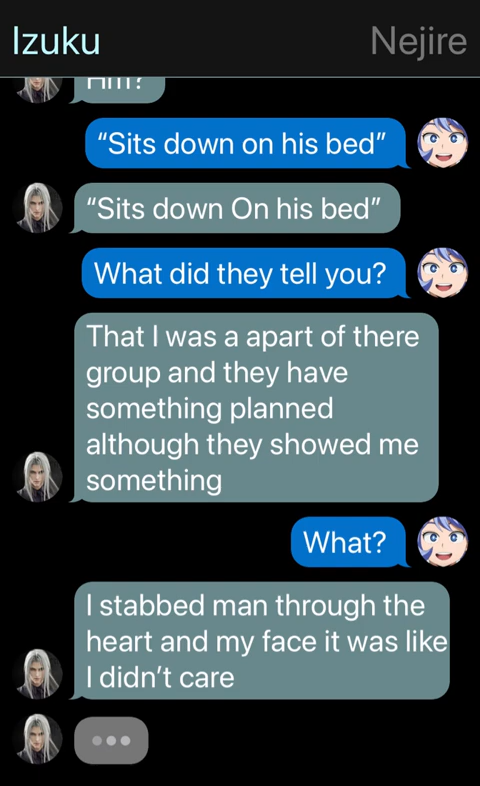 Izuku
Nejire
Hm?
“Sits down on his bed”
“Sits down On his bed”
What did they tell you?
That I was a apart of there
group and they have
something planned
although they showed me
something
What?
I stabbed man through the
heart and my face it was like
I didn’t care